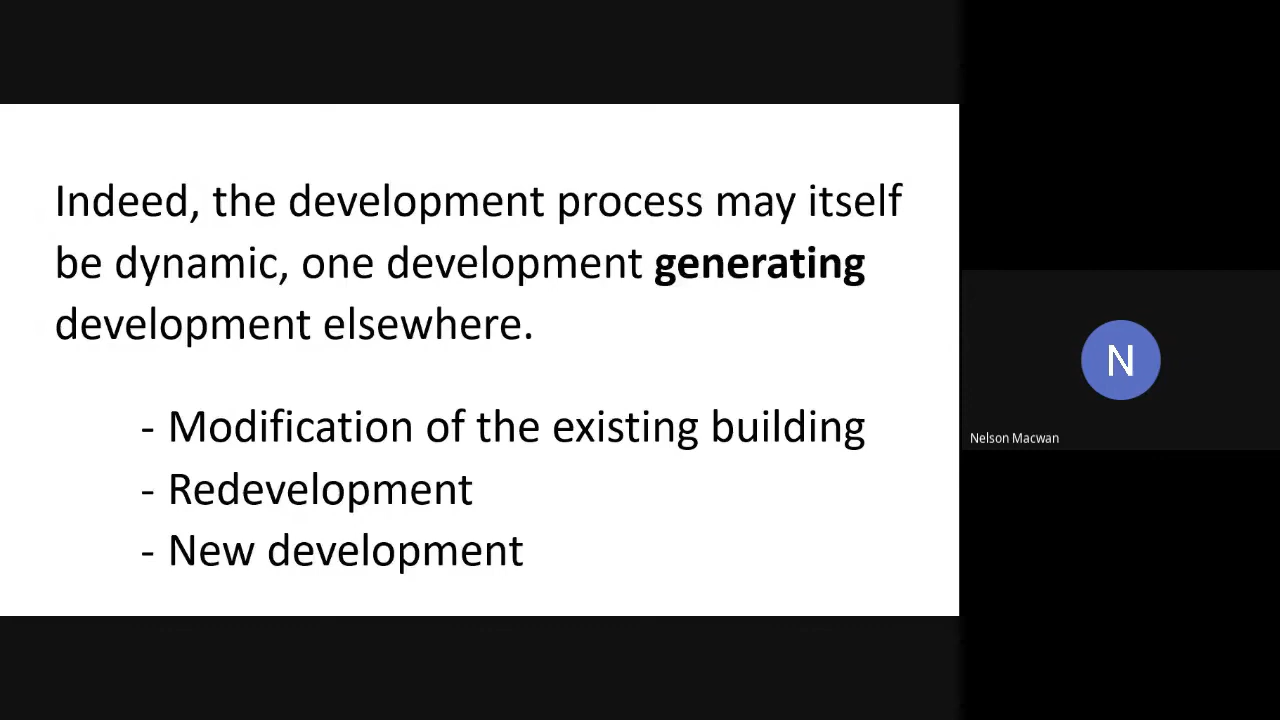 Indeed, the development process may itself
be dynamic, one development generating
development elsewhere.
- Modification of the existing building
- Redevelopment
- New development
N
Nelson Macwan